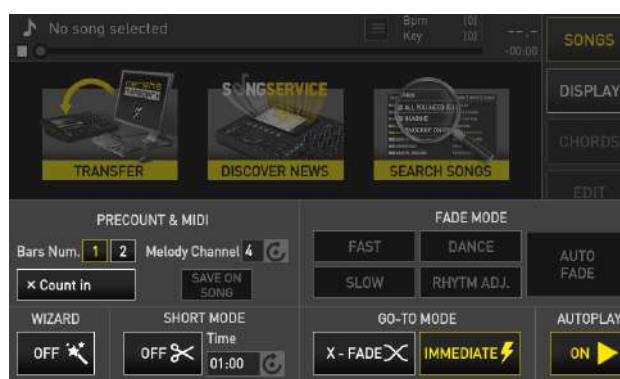 No song selected
Bpm [0]
Key [0]
--.-
-00:00
SONGS
DISPLAY
CHORDS
EDIT
SONGSERVICE
TRANSFER
DISCOVER NEWS
SEARCH SONGS
PRECOUNT & MIDI
Bars Num. 1 2 Melody Channel 4
× Count in
SAVE ON
SONG
FADE MODE
FAST DANCE
SLOW RHYTM ADJ.
AUTO
FADE
WIZARD
OFF
SHORT MODE
OFF
Time
01:00
GO-TO MODE
X - FADE IMMEDIATE
AUTOPLAY
ON